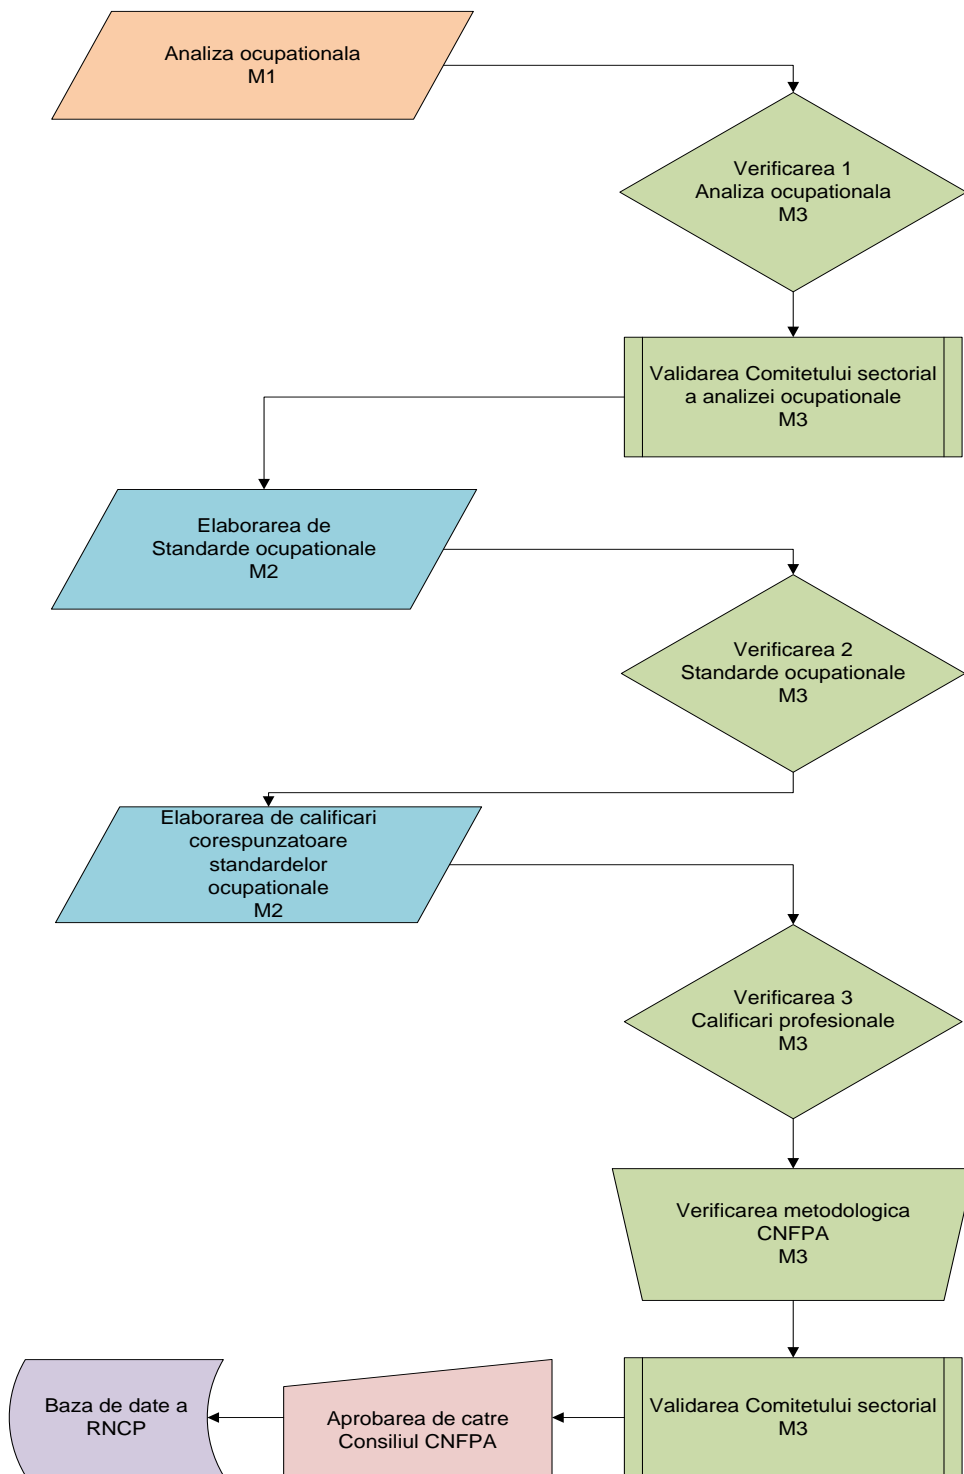 Analiza ocupationala
M1
Verificarea 1
Analiza ocupationala
M3
Validarea Comitetului sectorial
a analizei ocupationale
M3
Elaborarea de
Standarde ocupationale
M2
Verificarea 2
Standarde ocupationale
M3
Elaborarea de calificari
corespunzatoare
standardelor
ocupationale
M2
Verificarea 3
Calificari profesionale
M3
Verificarea metodologica
CNFPA
M3
Validarea Comitetului sectorial
M3
Aprobarea de catre
Consiliul CNFPA
Baza de date a
RNCP